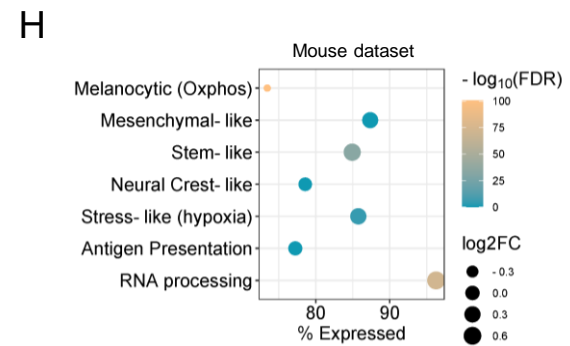 H
Mouse dataset
Melanocytic (Oxphos)
Mesenchymal- like
Stem- like
Neural Crest- like
Stress- like (hypoxia)
Antigen Presentation
RNA processing
80 90
% Expressed
- log10(FDR)
100
75
50
25
0
log2FC
- 0.3
0.0
0.3
0.6